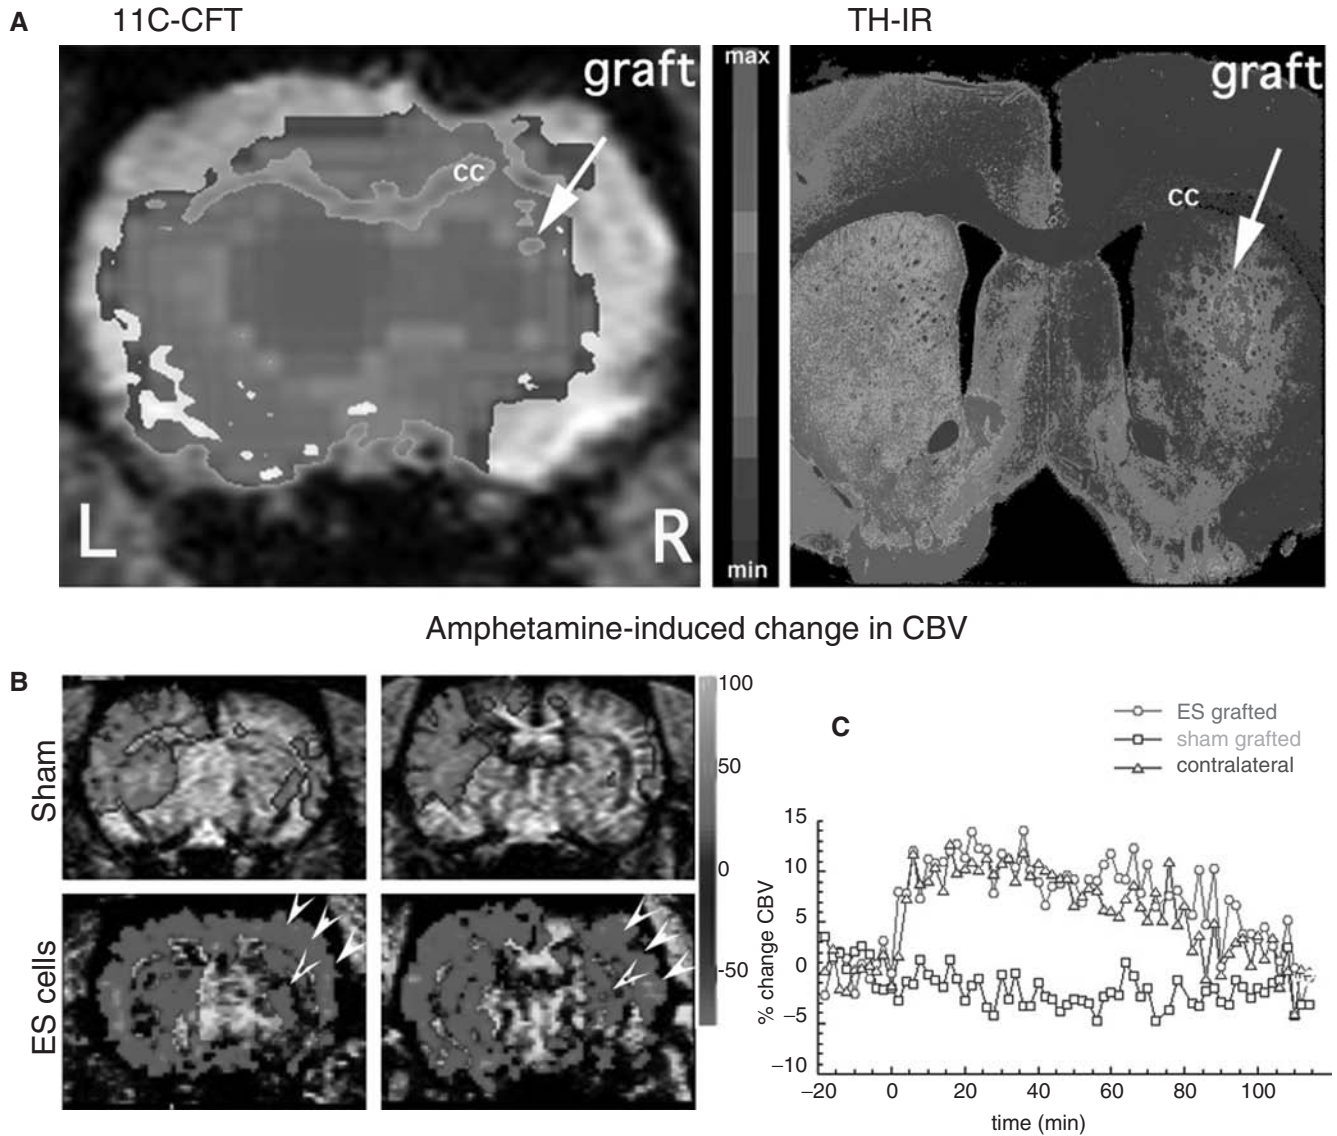 A
11C-CFT
TH-IR
graft
cc
L
R
max
min
graft
cc
Amphetamine-induced change in CBV
B
Sham
ES cells
100
50
0
-50
C
ES grafted
sham grafted
contralateral
% change CBV
15
10
5
0
−5
−10
−20
0
20
40
60
80
100
time (min)